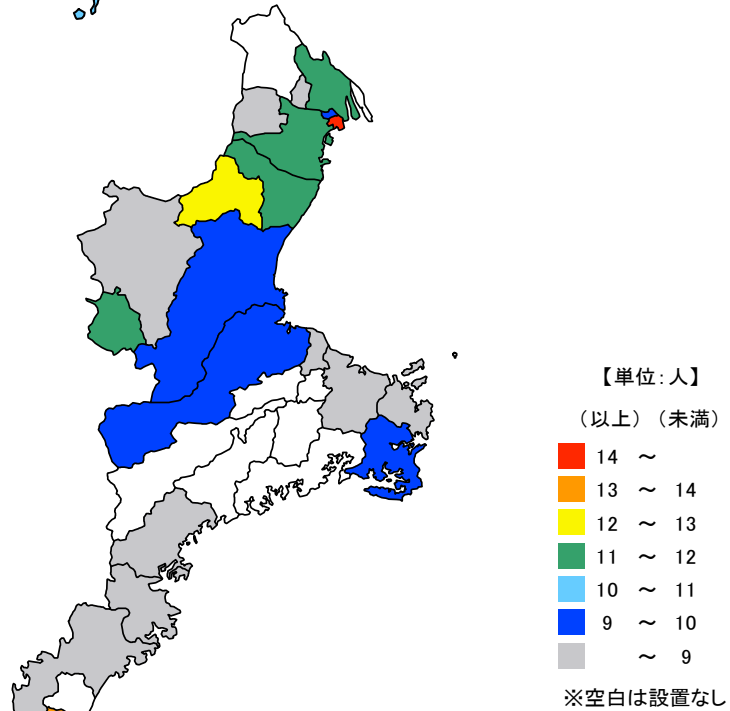 【単位：人】
（以上）（未満）
14 ～
13 ～ 14
12 ～ 13
11 ～ 12
10 ～ 11
9 ～ 10
～ 9
※空白は設置なし